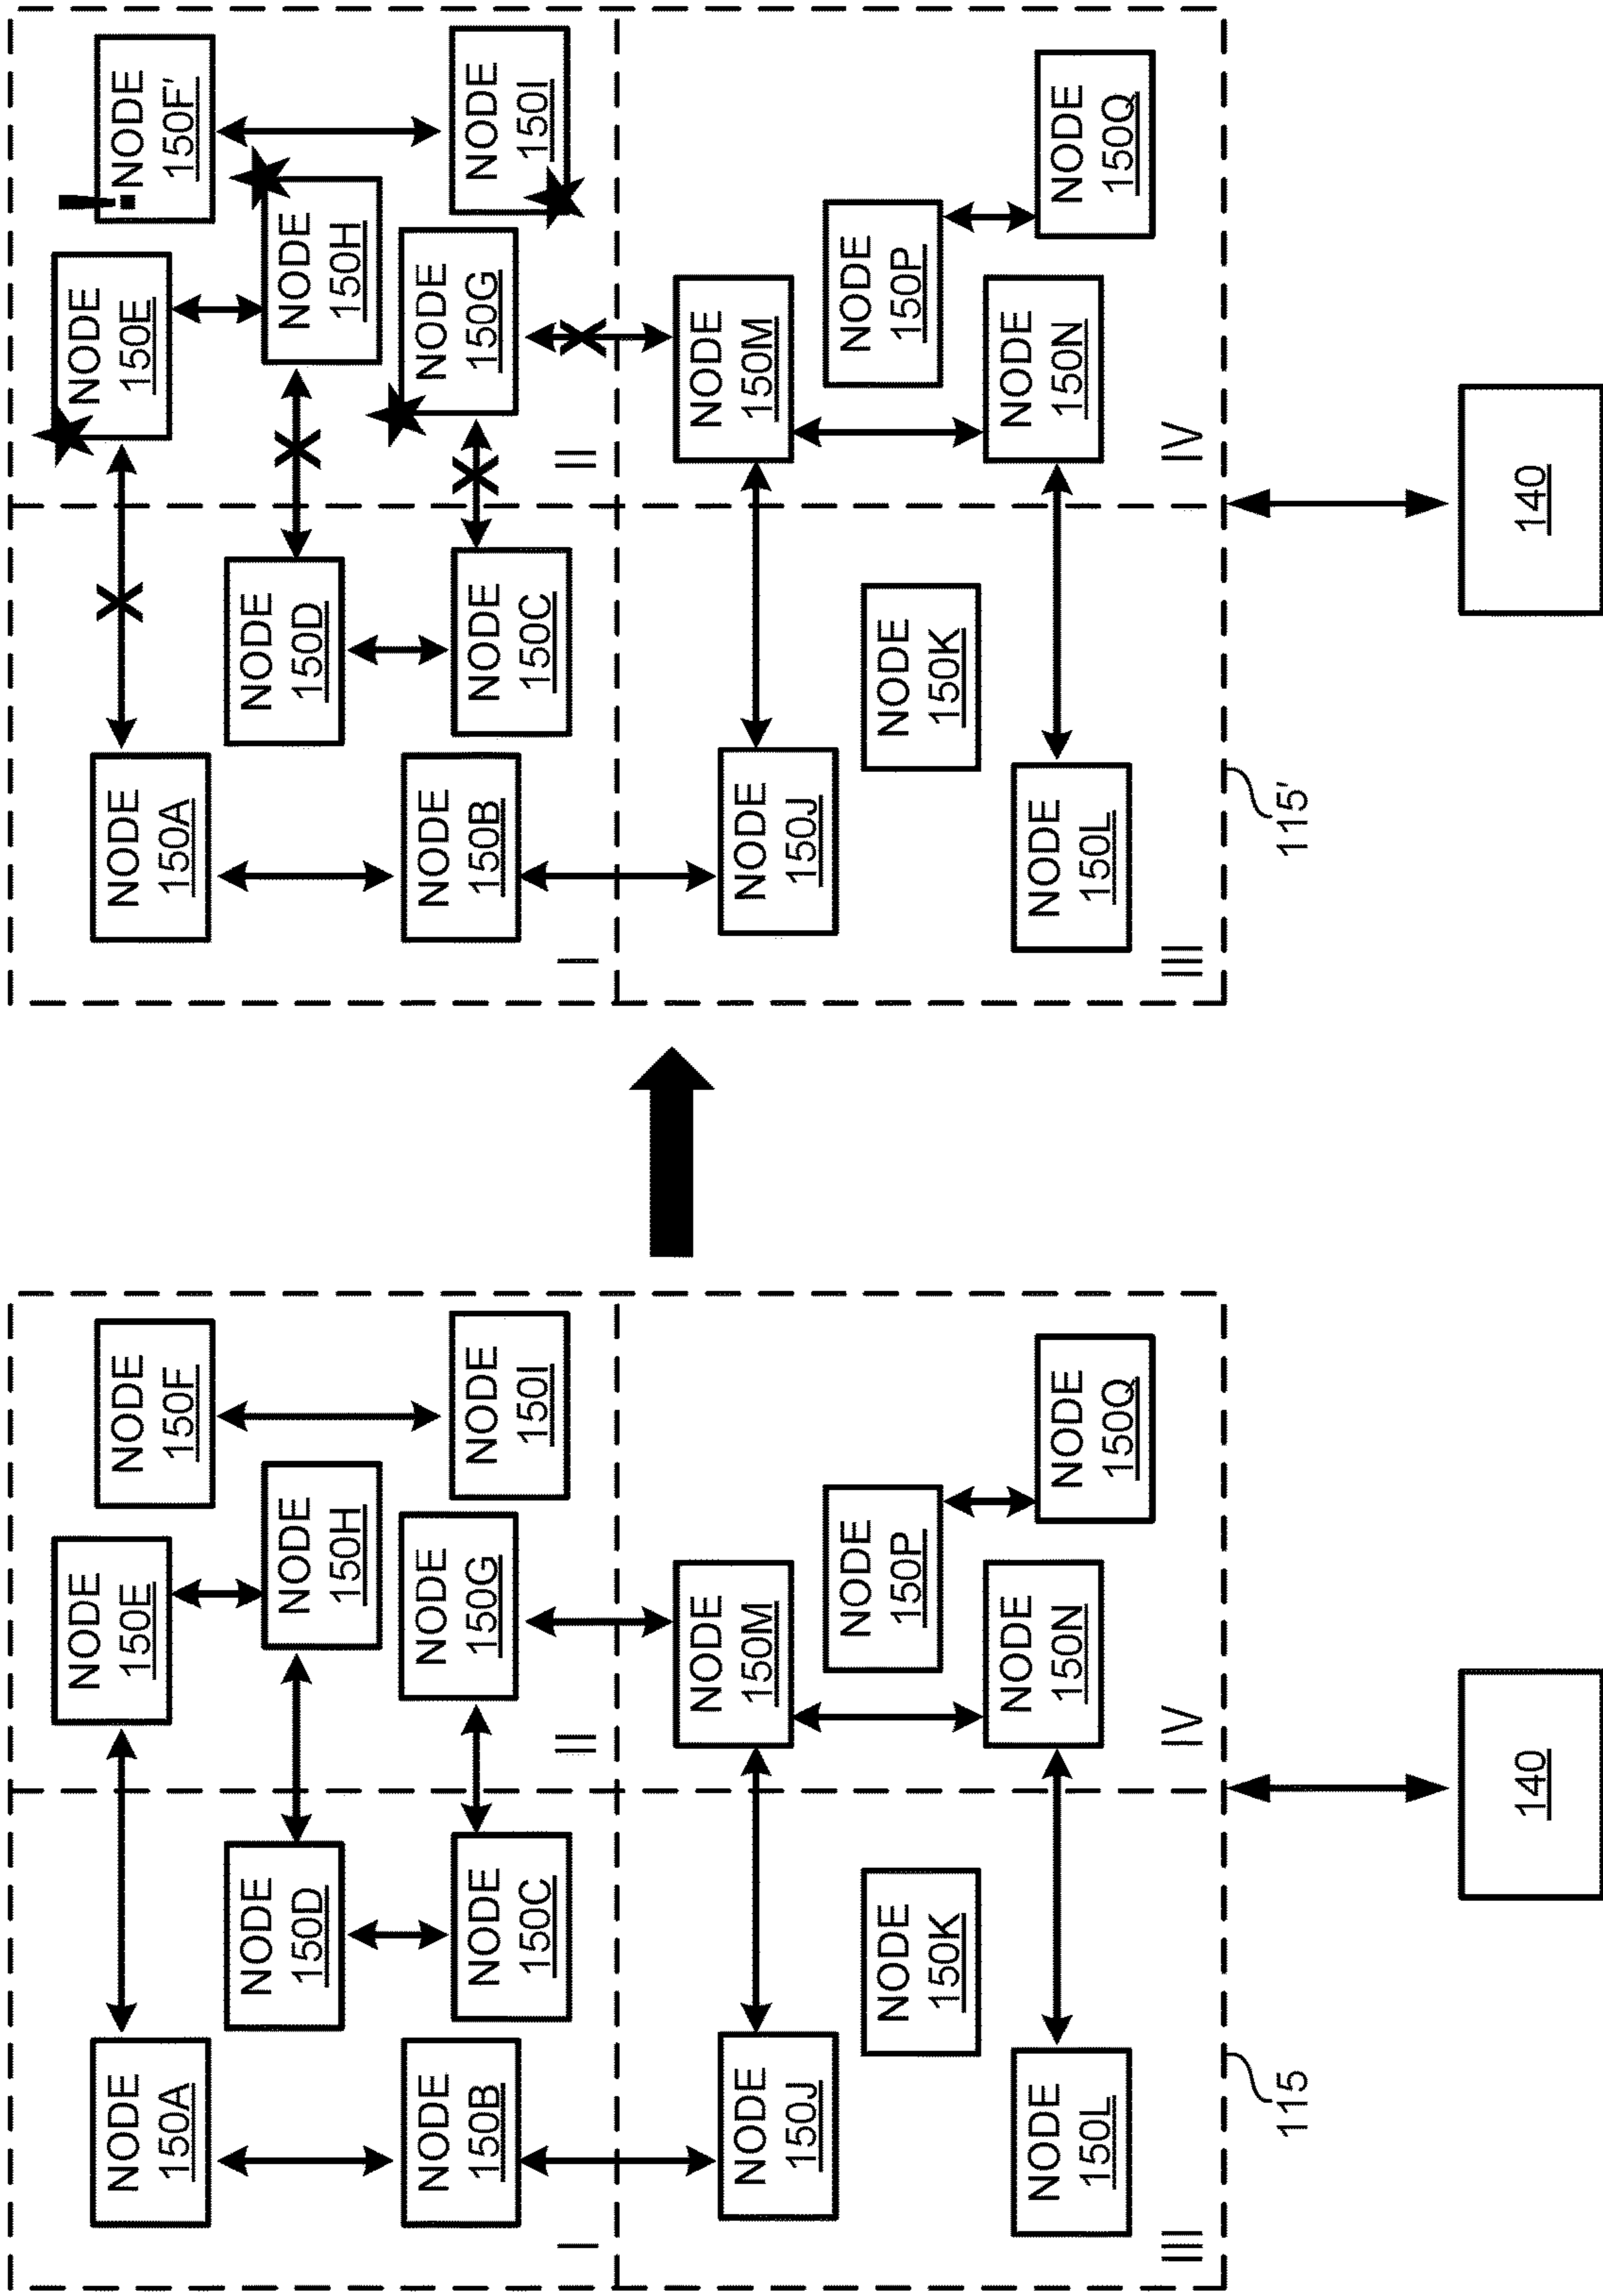 NODE
150A
NODE
150D
NODE
150B
NODE
150C
I
NODE
150E
NODE
150F
NODE
150H
NODE
150G
NODE
150I
II
NODE
150J
NODE
150K
NODE
150L
III
NODE
150M
NODE
150P
NODE
150N
NODE
150Q
IV
115
140
NODE
150A
NODE
150D
NODE
150B
NODE
150C
I
NODE
150E
NODE
150F'
NODE
150H
NODE
150G
NODE
150I
II
NODE
150J
NODE
150K
NODE
150L
III
NODE
150M
NODE
150P
NODE
150N
NODE
150Q
IV
115'
140